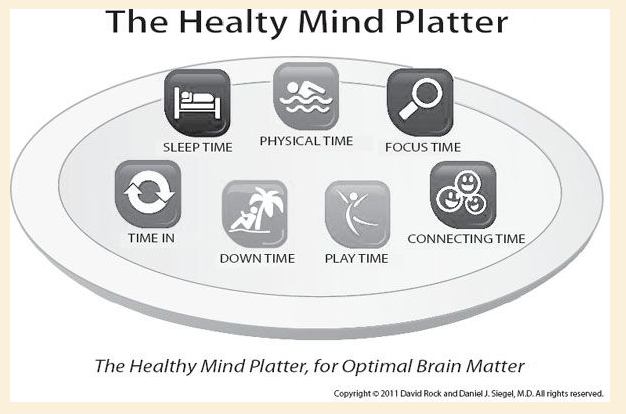 The Healty Mind Platter
SLEEP TIME
PHYSICAL TIME
FOCUS TIME
TIME IN
DOWN TIME
PLAY TIME
CONNECTING TIME
The Healthy Mind Platter, for Optimal Brain Matter
Copyright © 2011 David Rock and Daniel J. Siegel, M.D. All rights reserved.